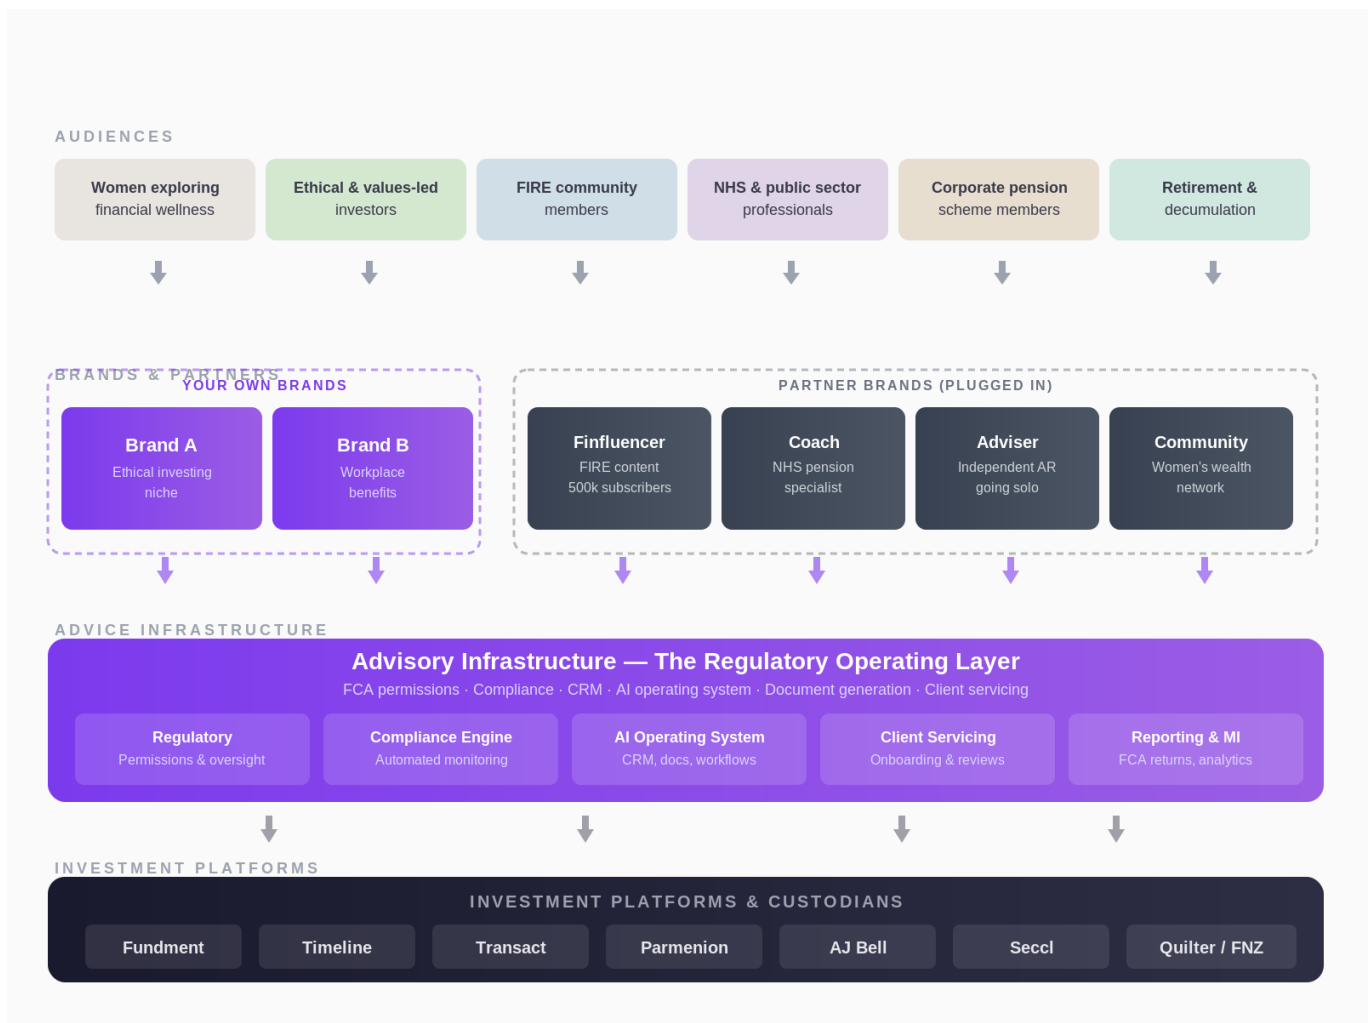 AUDIENCES
Women exploring
financial wellness
Ethical & values-led
investors
FIRE community
members
NHS & public sector
professionals
Corporate pension
scheme members
Retirement &
decumulation
BRANDS & PARTNERS
YOUR OWN BRANDS
Brand A
Ethical investing
niche
Brand B
Workplace
benefits
PARTNER BRANDS (PLUGGED IN)
Finfluencer
FIRE content
500k subscribers
Coach
NHS pension
specialist
Adviser
Independent AR
going solo
Community
Women's wealth
network
ADVICE INFRASTRUCTURE
Advisory Infrastructure — The Regulatory Operating Layer
FCA permissions · Compliance · CRM · AI operating system · Document generation · Client servicing
Regulatory
Permissions & oversight
Compliance Engine
Automated monitoring
AI Operating System
CRM, docs, workflows
Client Servicing
Onboarding & reviews
Reporting & MI
FCA returns, analytics
INVESTMENT PLATFORMS
INVESTMENT PLATFORMS & CUSTODIANS
Fundment
Timeline
Transact
Parmenion
AJ Bell
Seccl
Quilter / FNZ